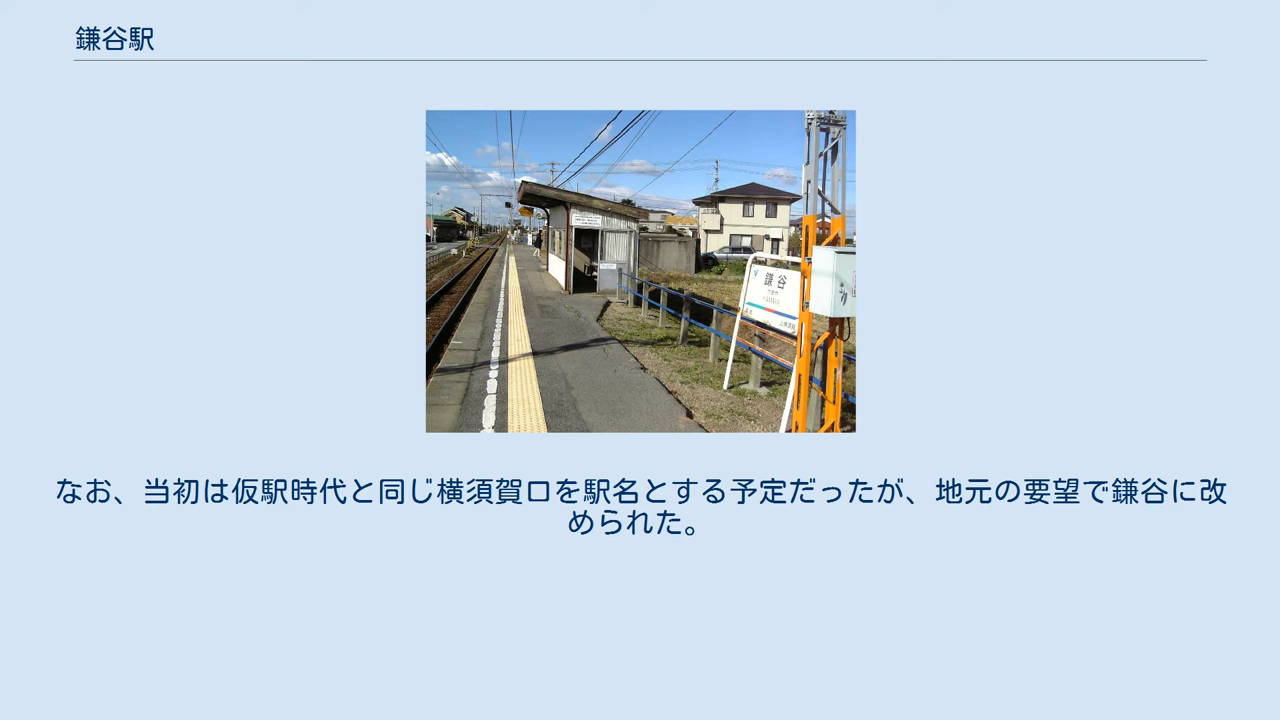 鎌谷駅
鎌谷
なお、当初は仮駅時代と同じ横須賀口を駅名とする予定だったが、地元の要望で鎌谷に改
められた。